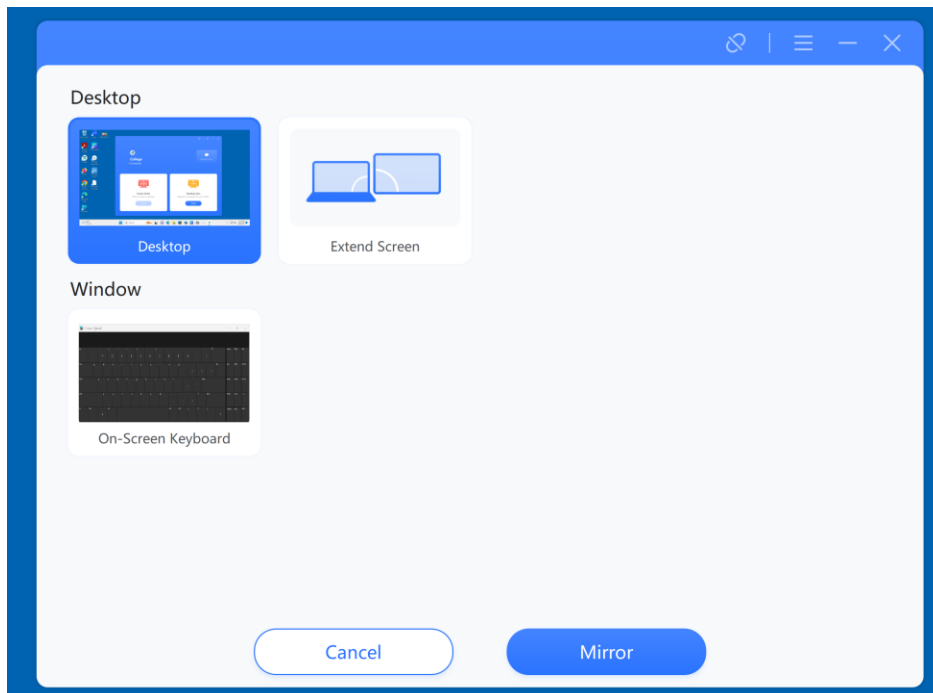 Desktop
Desktop
Extend Screen
Window
On-Screen Keyboard
Cancel
Mirror